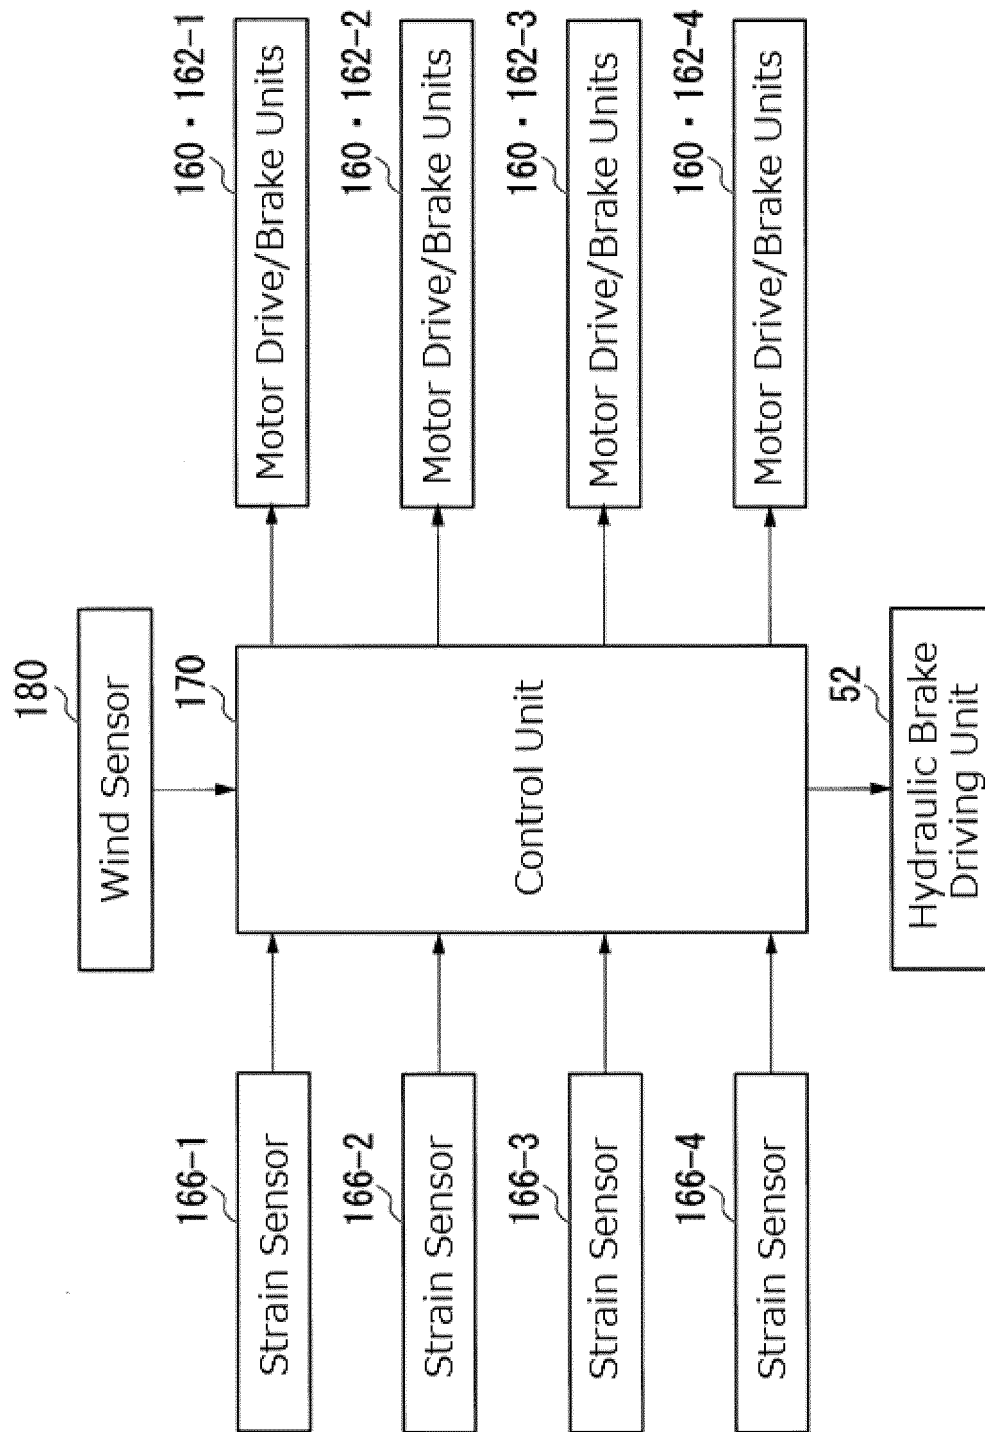 180
Wind Sensor
166-1
Strain Sensor
166-2
Strain Sensor
166-3
Strain Sensor
166-4
Strain Sensor
170
Control Unit
160・162-1
Motor Drive/Brake Units
160・162-2
Motor Drive/Brake Units
160・162-3
Motor Drive/Brake Units
160・162-4
Motor Drive/Brake Units
52
Hydraulic Brake
Driving Unit